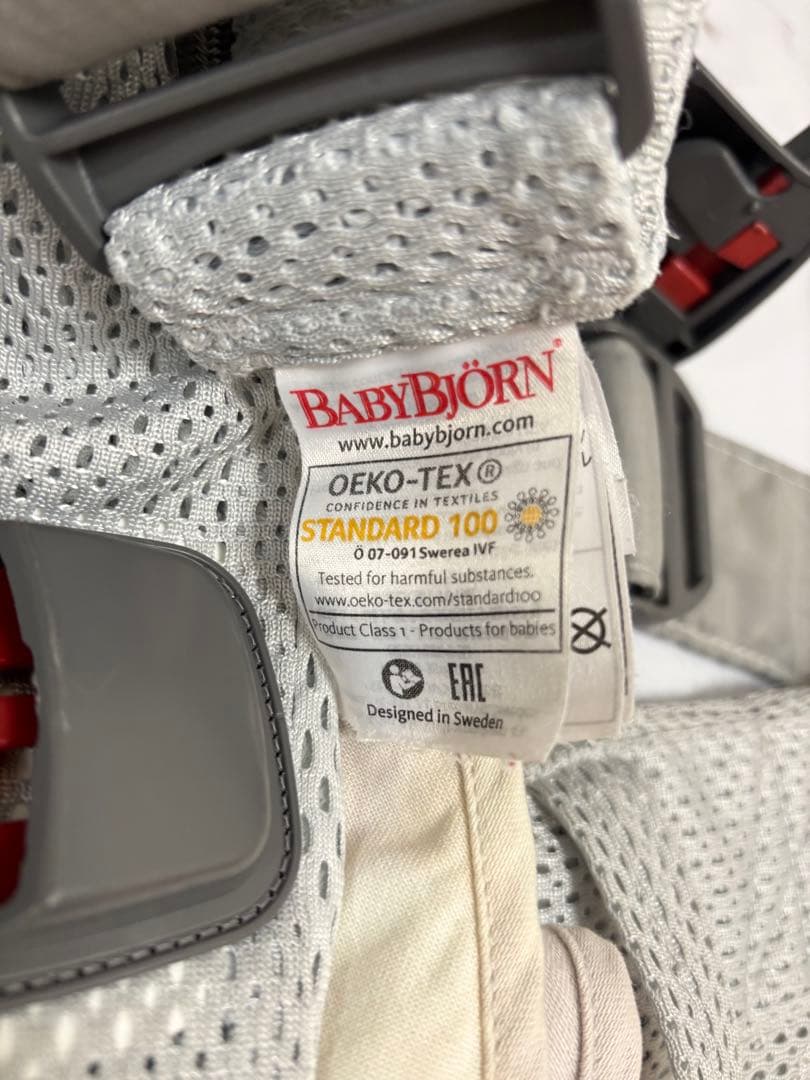 BABYBJÖRN®
www.babybjorn.com
OEKO-TEX®
CONFIDENCE IN TEXTILES
STANDARD 100
Ö 07-091 Swerea IVF
Tested for harmful substances.
www.oeko-tex.com/standard100
Product Class 1 - Products for babies
EAC
Designed in Sweden